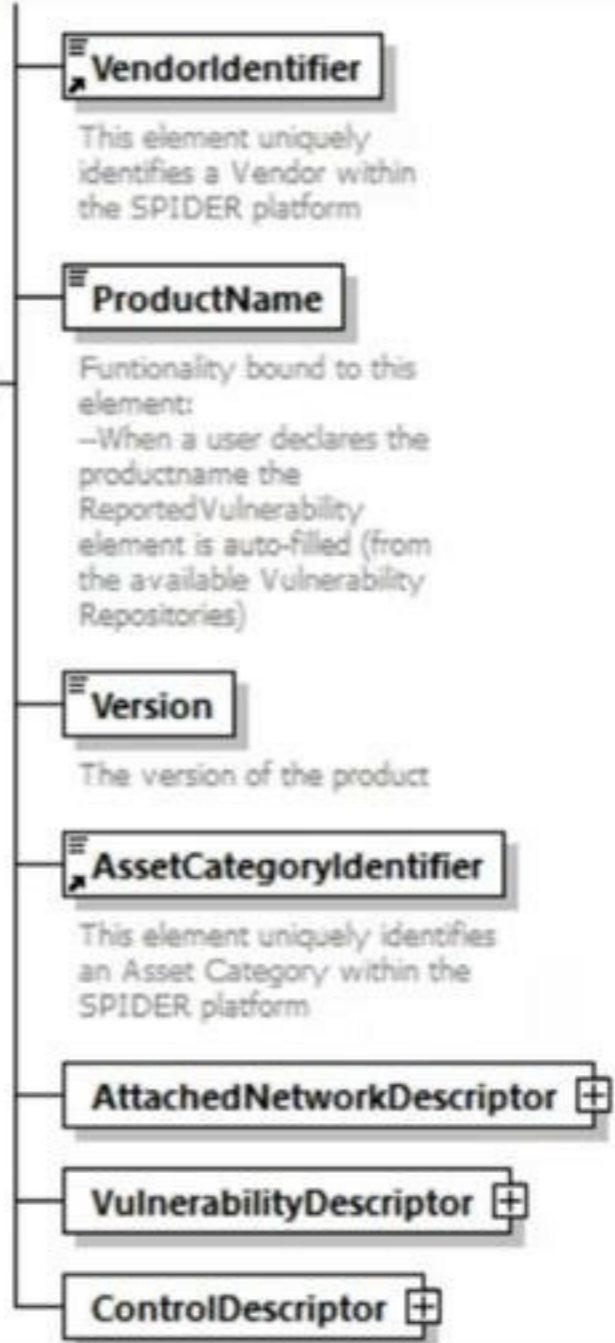 VendorIdentifier
This element uniquely
identifies a Vendor within
the SPIDER platform
ProductName
Funtionality bound to this
element:
--When a user declares the
productname the
ReportedVulnerability
element is auto-filled (from
the available Vulnerability
Repositories)
Version
The version of the product
AssetCategoryIdentifier
This element uniquely identifies
an Asset Category within the
SPIDER platform
AttachedNetworkDescriptor
VulnerabilityDescriptor
ControlDescriptor